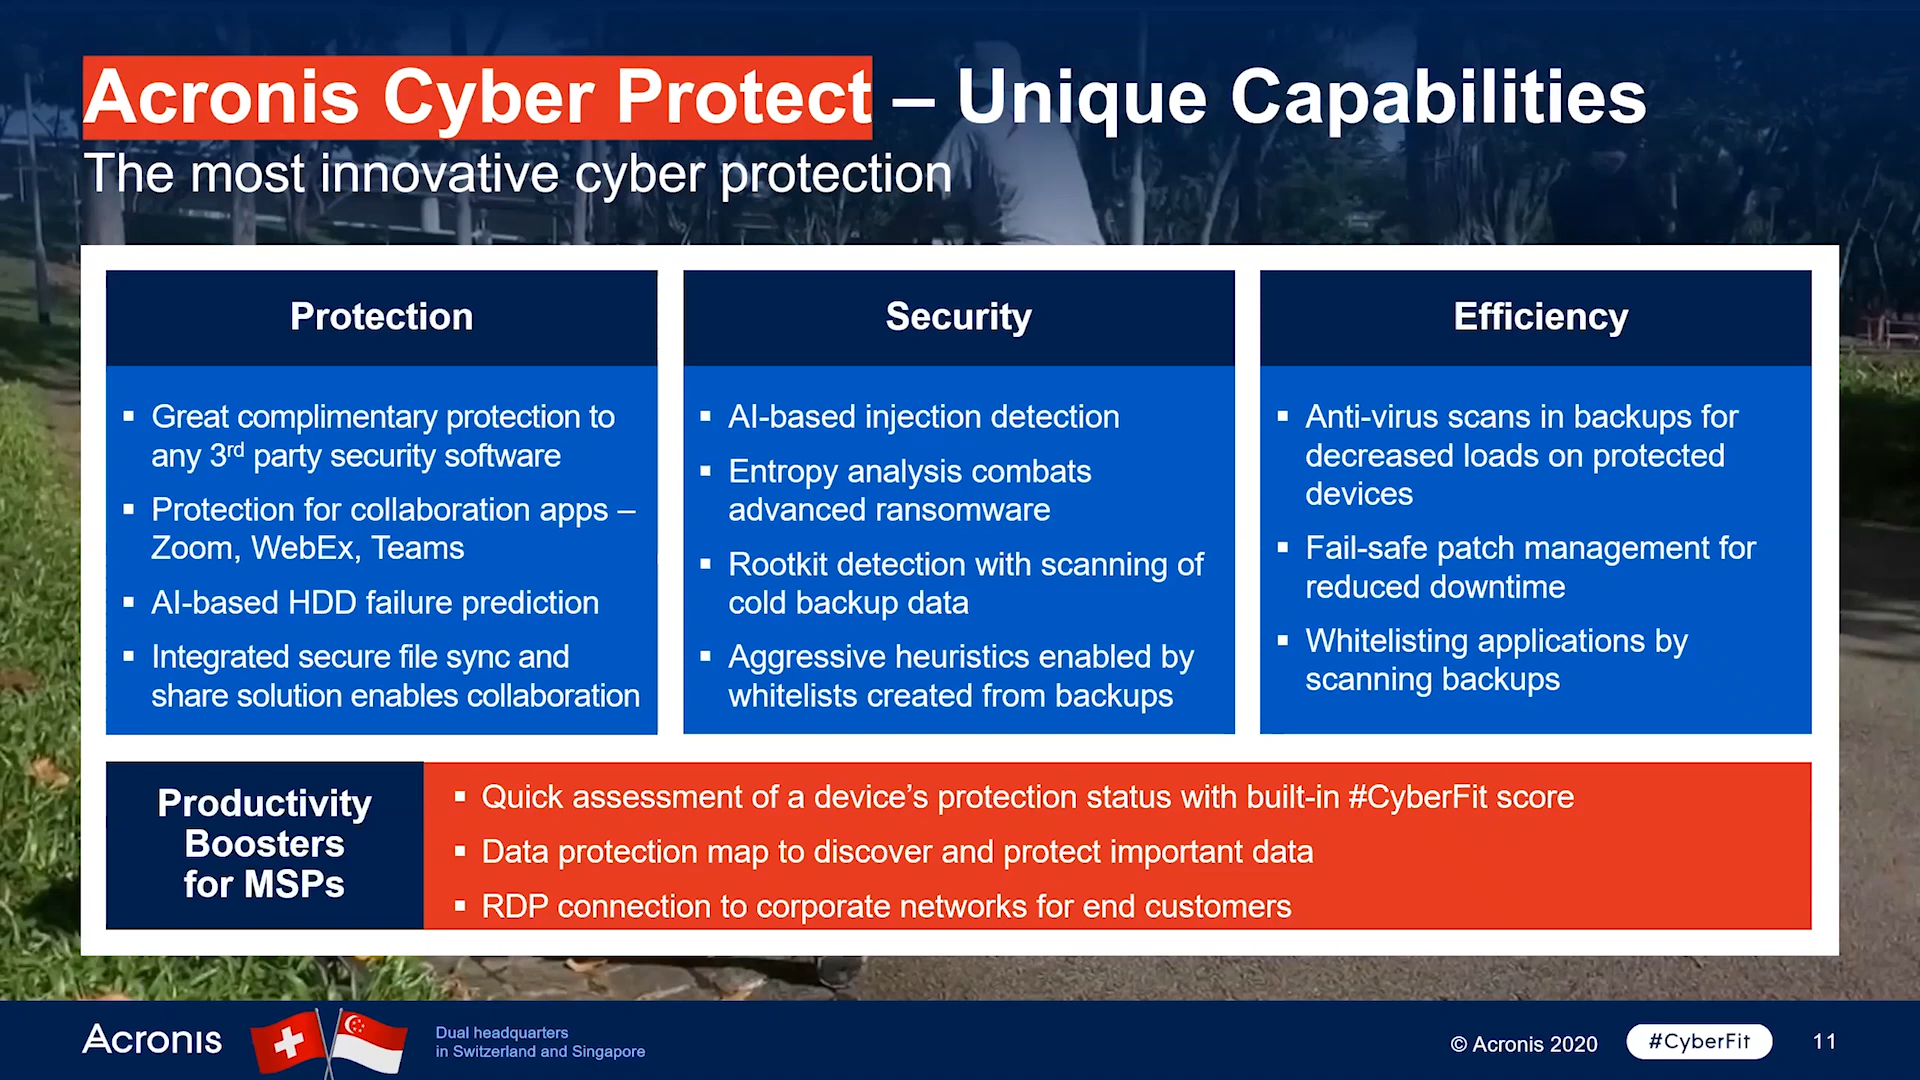 Acronis Cyber Protect – Unique Capabilities
The most innovative cyber protection
Protection
▪ Great complimentary protection to
any 3rd party security software
▪ Protection for collaboration apps –
Zoom, WebEx, Teams
▪ AI-based HDD failure prediction
▪ Integrated secure file sync and
share solution enables collaboration
Security
▪ AI-based injection detection
▪ Entropy analysis combats
advanced ransomware
▪ Rootkit detection with scanning of
cold backup data
▪ Aggressive heuristics enabled by
whitelists created from backups
Efficiency
▪ Anti-virus scans in backups for
decreased loads on protected
devices
▪ Fail-safe patch management for
reduced downtime
▪ Whitelisting applications by
scanning backups
Productivity
Boosters
for MSPs
▪ Quick assessment of a device’s protection status with built-in #CyberFit score
▪ Data protection map to discover and protect important data
▪ RDP connection to corporate networks for end customers
Acronis
Dual headquarters
in Switzerland and Singapore
© Acronis 2020
#CyberFit
11